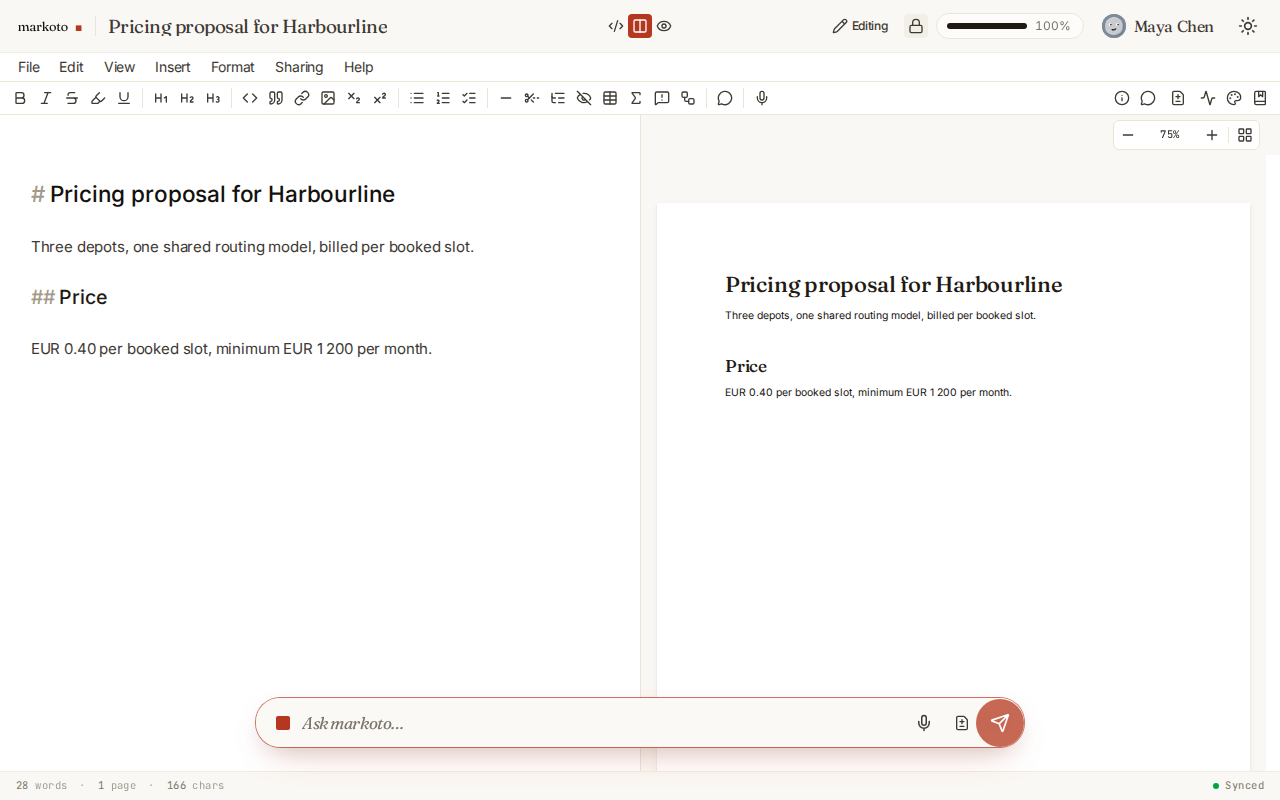 markoto
Pricing proposal for Harbourline
Editing
100%
Maya Chen
File Edit View Insert Format Sharing Help
H1 H2 H3
X2 x2
75%
# Pricing proposal for Harbourline
Three depots, one shared routing model, billed per booked slot.
## Price
EUR 0.40 per booked slot, minimum EUR 1 200 per month.
Pricing proposal for Harbourline
Three depots, one shared routing model, billed per booked slot.
Price
EUR 0.40 per booked slot, minimum EUR 1 200 per month.
Ask markoto...
28 words · 1 page · 166 chars
Synced